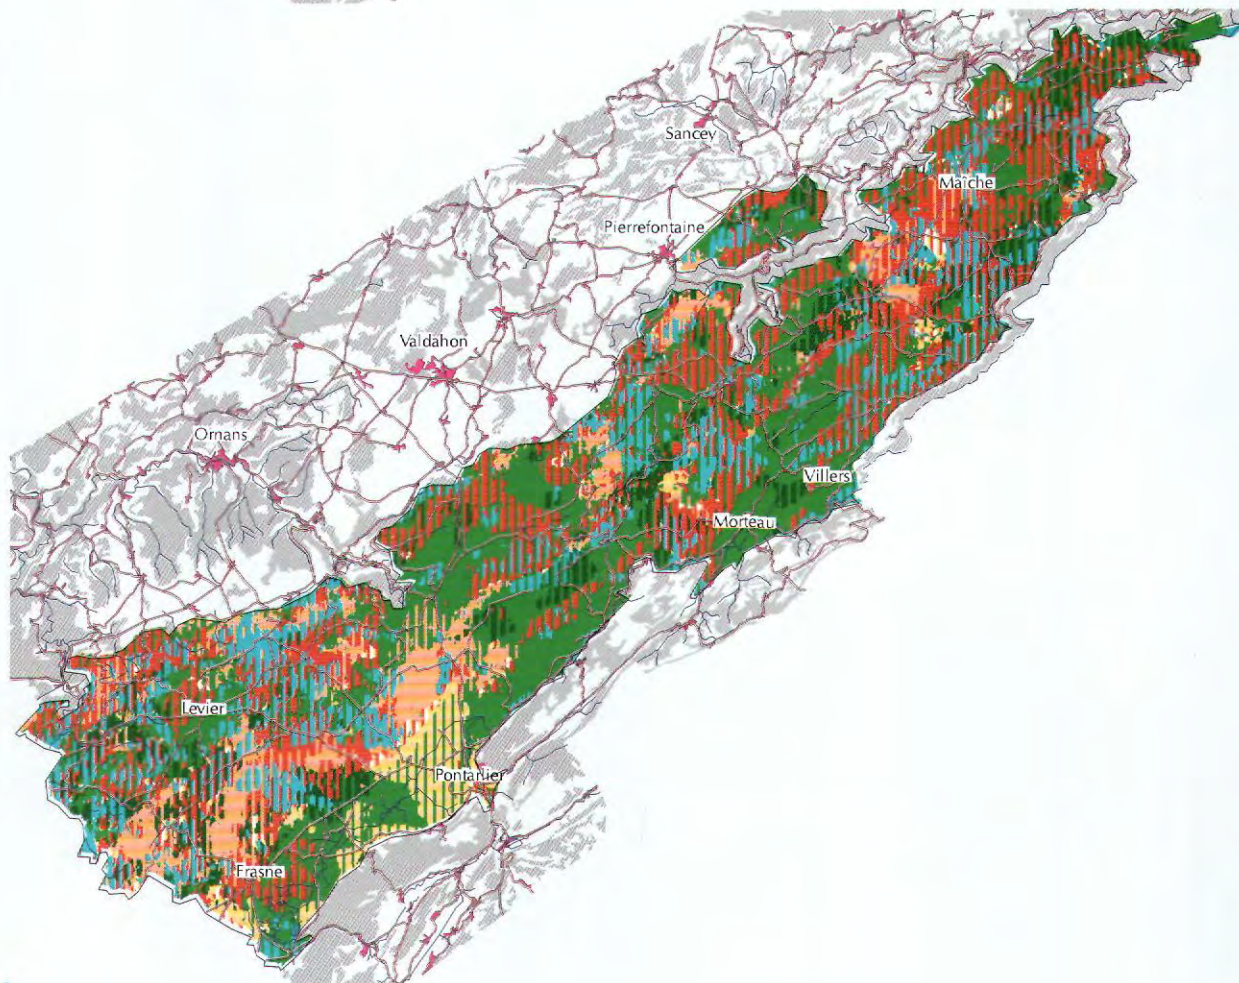 Sancey
Maîche
Pierrefontaine
Valdahon
Ornans
Villers
Morteau
Levier
Pontarlier
Frasne